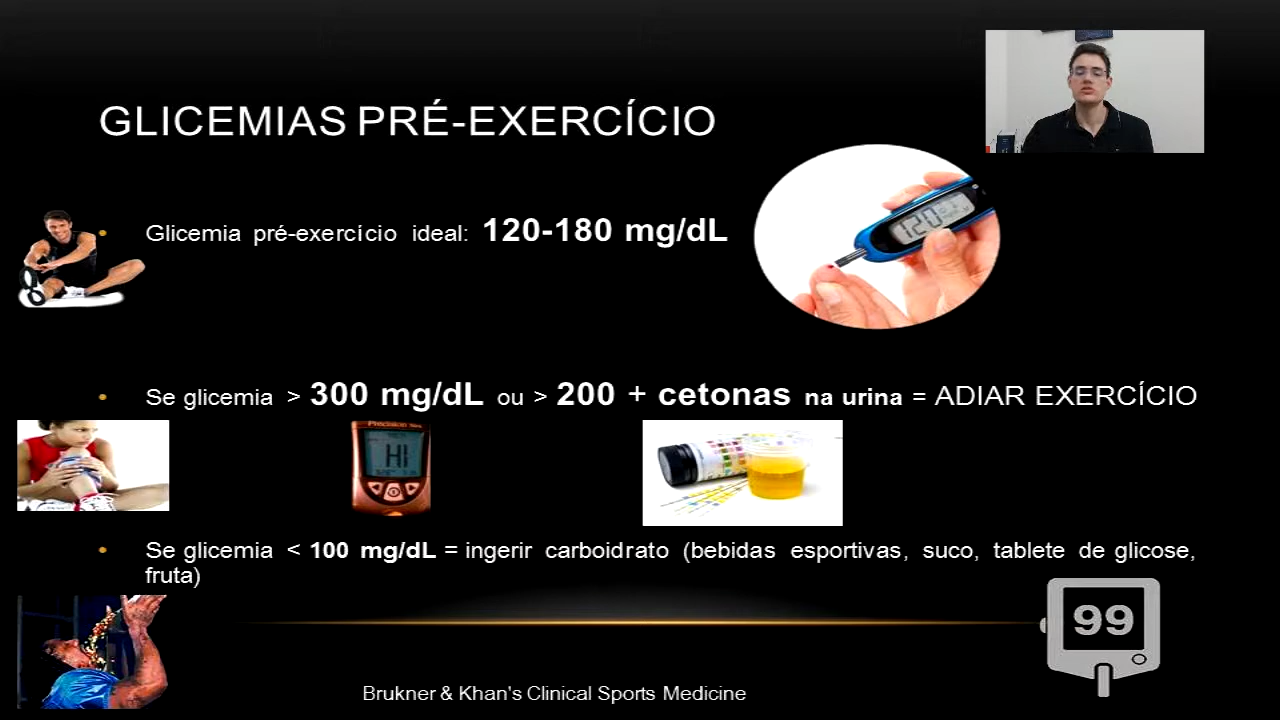 GLICEMIAS PRÉ-EXERCÍCIO
120
• Glicemia pré-exercício ideal: 120-180 mg/dL
• Se glicemia > 300 mg/dL ou > 200 + cetonas na urina = ADIAR EXERCÍCIO
Precision
HI
• Se glicemia < 100 mg/dL = ingerir carboidrato (bebidas esportivas, suco, tablete de glicose,
fruta)
99
Brukner & Khan's Clinical Sports Medicine